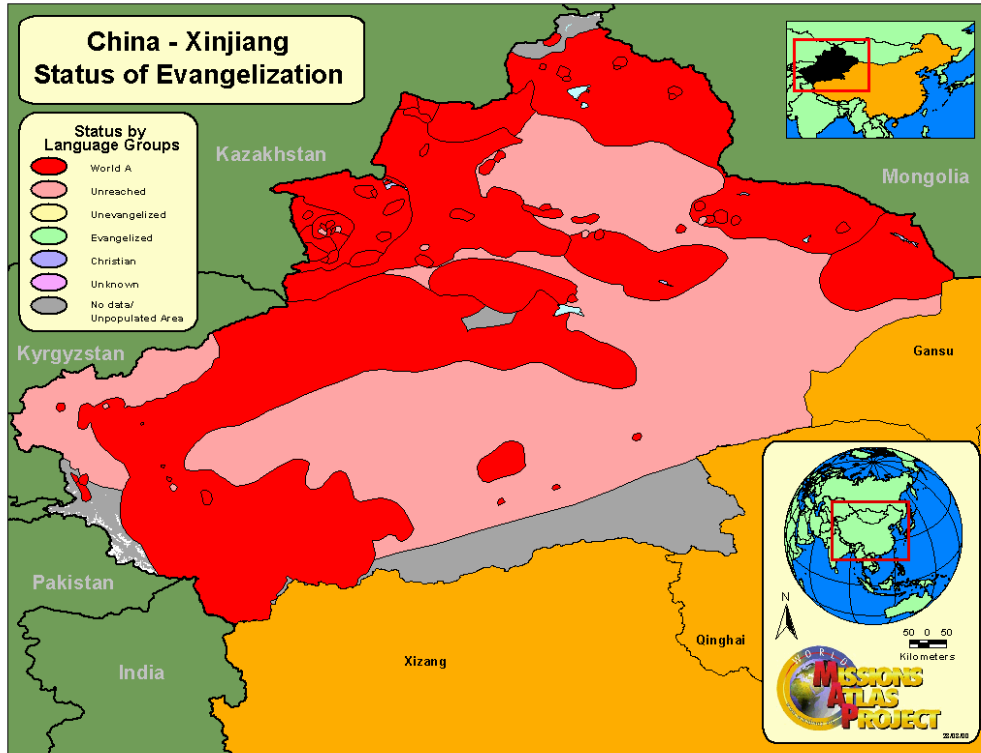 China - Xinjiang
Status of Evangelization
Status by
Language Groups
World A
Unreached
Unevangelized
Evangelized
Christian
Unknown
No data/
Unpopulated Area
Kazakhstan
Mongolia
Kyrgyzstan
Gansu
Pakistan
India
Xizang
Qinghai
N
50 0 50
Kilometers
WORLD
MISSIONS
ATLAS
PROJECT